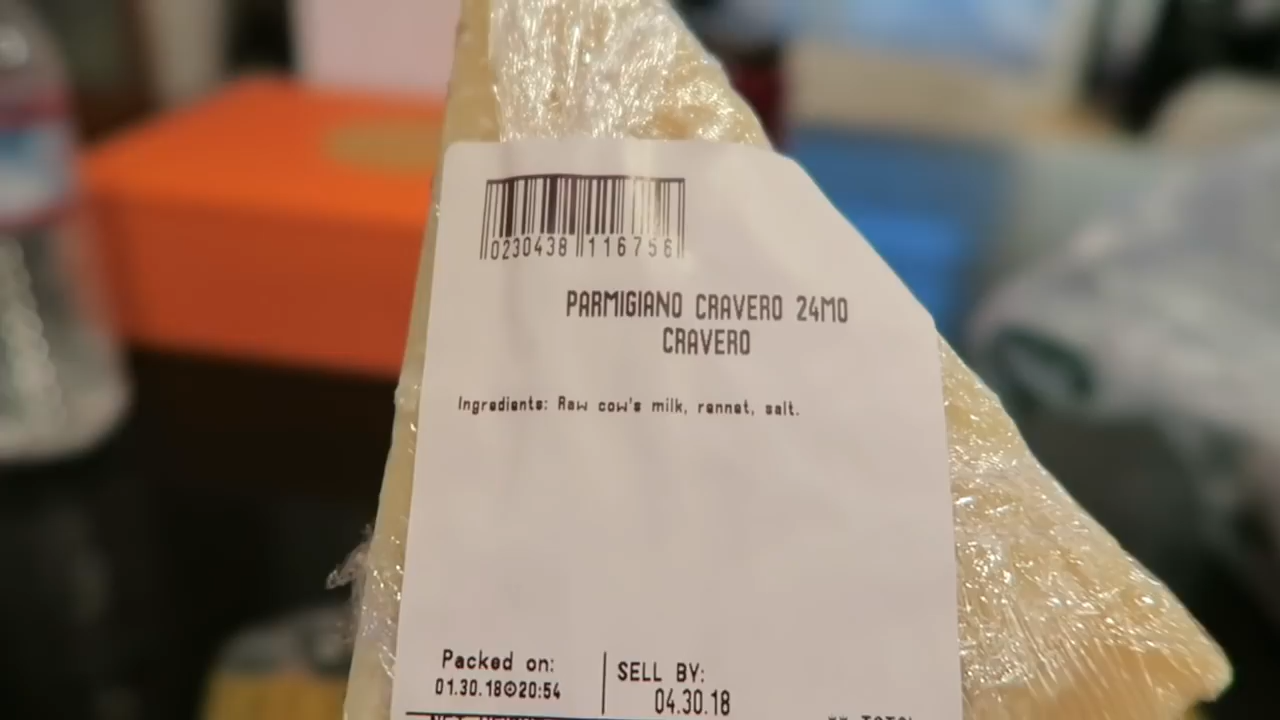 0230438 116756
PARMIGIANO CRAVERO 24MO
CRAVERO
Ingredients: Raw cow's milk, rennet, salt.
Packed on:
01.30.18@20:54
SELL BY:
04.30.18